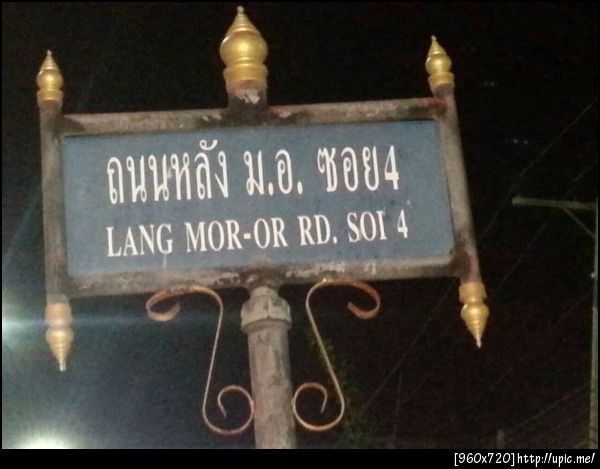 ถนนหลัง ม.อ. ซอย4
LANG MOR-OR RD. SOI 4
[960x720]http://upic.me/